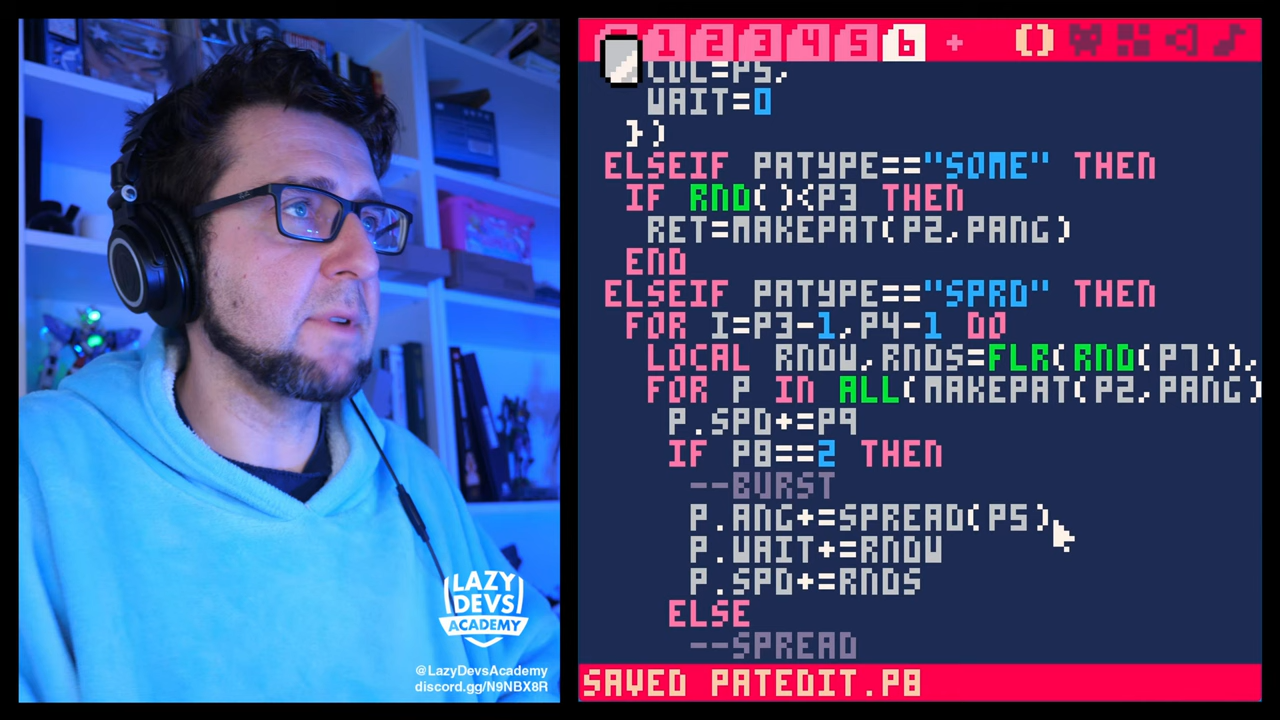 1 2 3 4 5 6 + ()
COL=P5,
WAIT=0
})
ELSEIF PATYPE=="SOME" THEN
IF RND()<P3 THEN
RET=MAKEPAT(P2,PANG)
END
ELSEIF PATYPE=="SPRD" THEN
FOR I=P3-1,P4-1 DO
LOCAL RNDW,RNDS=FLR(RND(P7)),
FOR P IN ALL(MAKEPAT(P2,PANG)
P.SPD+=P9
IF P8==2 THEN
--BURST
P.ANG+=SPREAD(P5)
P.WAIT+=RNDW
P.SPD+=RNDS
ELSE
--SPREAD
SAVED PATEDIT.P8
LAZY
DEVS
ACADEMY
@LazyDevsAcademy
discord.gg/N9NBX8R